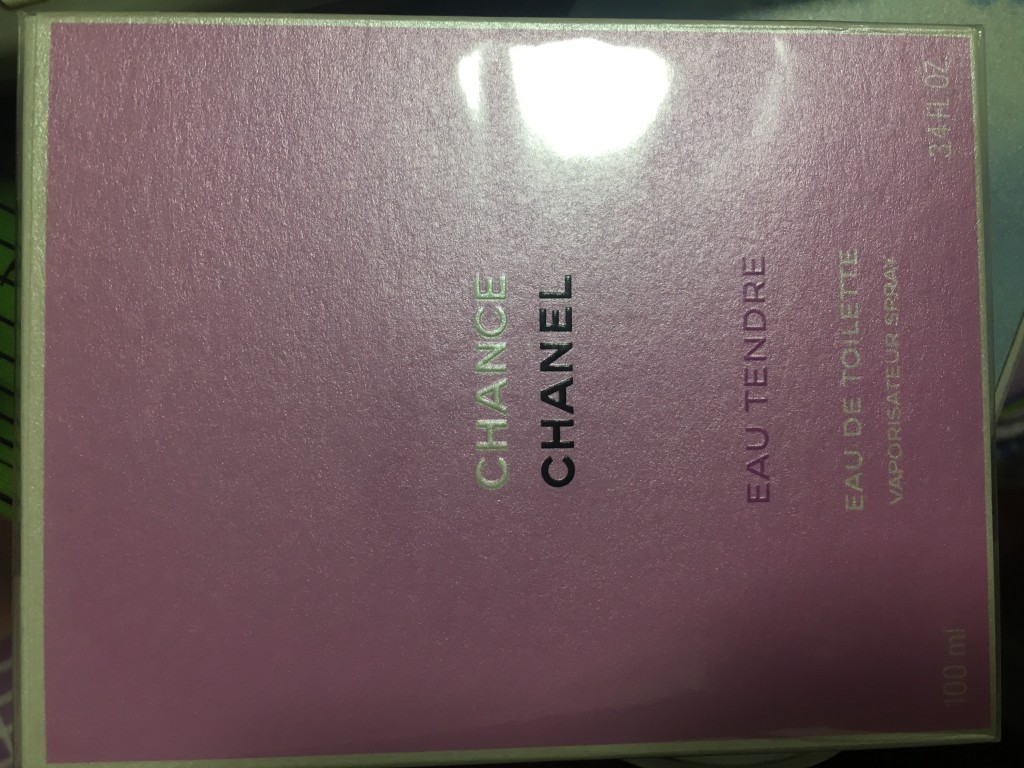 CHANCE
CHANEL
EAU TENDRE
EAU DE TOILETTE
VAPORISATEUR SPRAY
100 ml 3.4 fl OZ